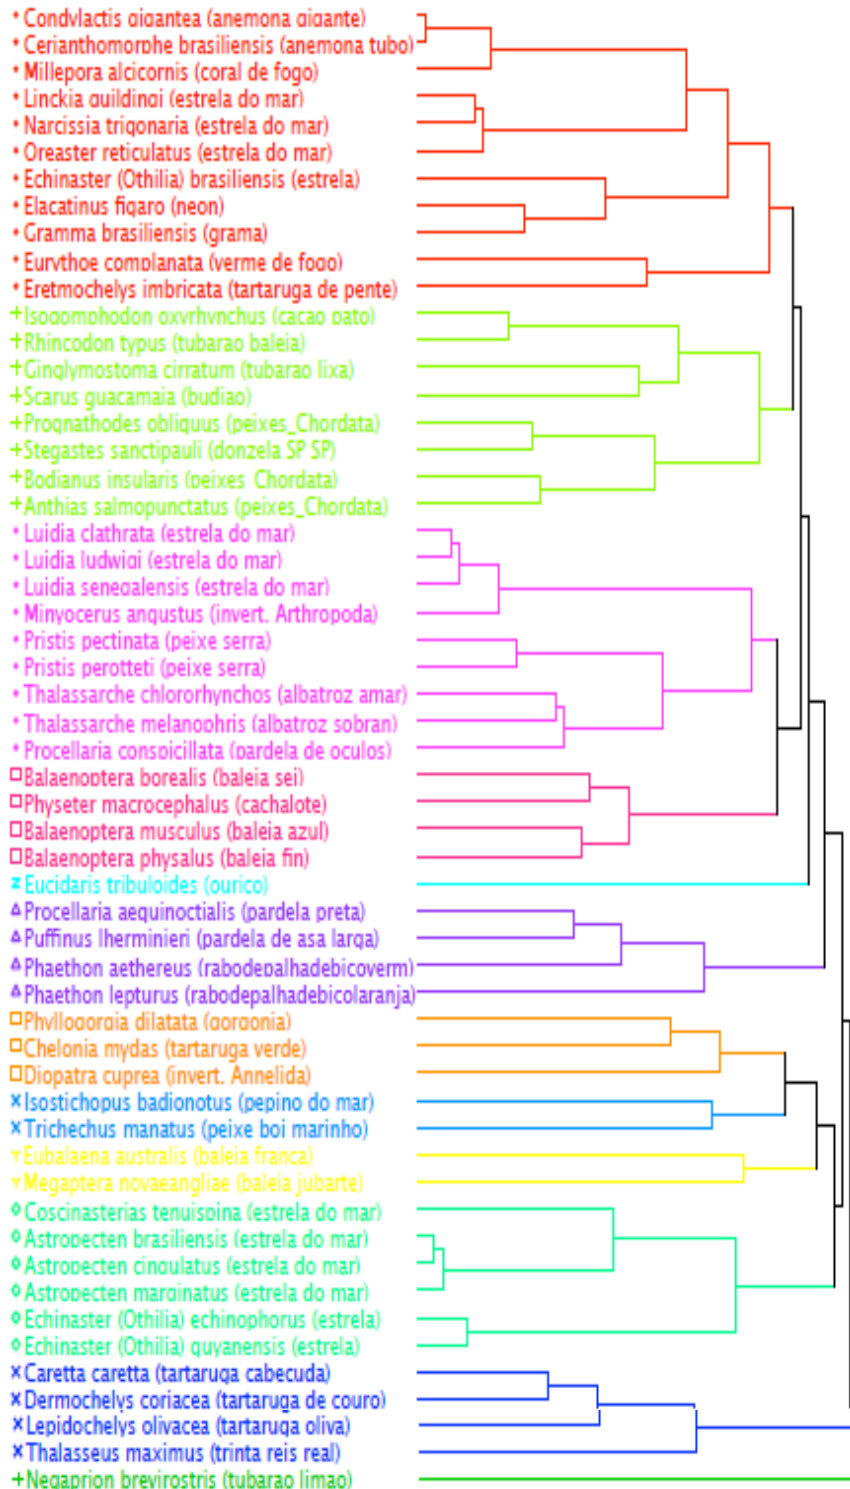 Condylactis gigantea (anemona gigante)
Cerianthomorphe brasiliensis (anemona tubo)
Millepora alcicornis (coral de fogo)
Linckia guildingi (estrela do mar)
Narcissia trigonaria (estrela do mar)
Oreaster reticulatus (estrela do mar)
Echinaster (Othilia) brasiliensis (estrela)
Elacatinus figaro (neon)
Gramma brasiliensis (grama)
Eurythoe complanata (verme de fogo)
Eretmochelys imbricata (tartaruga de pente)
Isogomphodon oxyrhynchus (cacao pato)
Rhincodon typus (tubarao baleia)
Ginglymostoma cirratum (tubarao lixa)
Scarus guacamaia (budiao)
Prognathodes obliquus (peixes_Chordata)
Stegastes sanctipauli (donzela SP SP)
Bodianus insularis (peixes_Chordata)
Anthias salmopunctatus (peixes_Chordata)
Luidia clathrata (estrela do mar)
Luidia ludwigi (estrela do mar)
Luidia senegalensis (estrela do mar)
Minyocerus angustus (invert. Arthropoda)
Pristis pectinata (peixe serra)
Pristis perotteti (peixe serra)
Thalassarche chlororhynchos (albatroz amar)
Thalassarche melanophris (albatroz sobran)
Procellaria conspicillata (pardela de oculos)
Balaenoptera borealis (baleia sei)
Physeter macrocephalus (cachalote)
Balaenoptera musculus (baleia azul)
Balaenoptera physalus (baleia fin)
Eucidaris tribuloides (ourico)
Procellaria aequinoctialis (pardela preta)
Puffinus lherminieri (pardela de asa larga)
Phaethon aethereus (rabodepalhadebicoverm)
Phaethon lepturus (rabodepalhadebicolaranja)
Phyllogorgia dilatata (gorgonia)
Chelonia mydas (tartaruga verde)
Diopatra cuprea (invert. Annelida)
Isostichopus badionotus (pepino do mar)
Trichechus manatus (peixe boi marinho)
Eubalaena australis (baleia franca)
Megaptera novaeangliae (baleia jubarte)
Coscinasterias tenuispina (estrela do mar)
Astropecten brasiliensis (estrela do mar)
Astropecten cingulatus (estrela do mar)
Astropecten marginatus (estrela do mar)
Echinaster (Othilia) echinophorus (estrela)
Echinaster (Othilia) guyanensis (estrela)
Caretta caretta (tartaruga cabecuda)
Dermochelys coriacea (tartaruga de couro)
Lepidochelys olivacea (tartaruga oliva)
Thalasseus maximus (trinta reis real)
Negaprion brevirostris (tubarao limao)